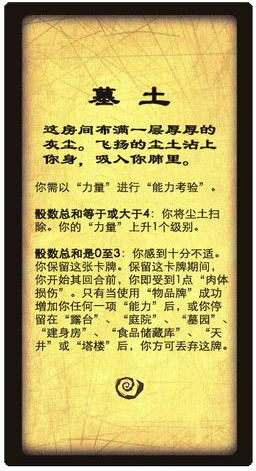 墓土
这房间布满一层厚厚的
灰尘。飞扬的尘土沾上
你身，吸入你肺里。
你需以“力量”进行“能力考验”。
骰数总和等于或大于4：你将尘土扫
除。你的“力量”上升1个级别。
骰数总和是0至3：你感到十分不适。
你保留这张卡牌。保留这卡牌期间，
你开始其回合前，你即受到1点“肉体
损伤”。只有当使用“物品牌”成功
增加你任何一项“能力”后，或你停
留在“露台”、“庭院”、“墓园”、
“建身房”、“食品储藏库”、“天
井”或“塔楼”后，你方可丢弃这牌。